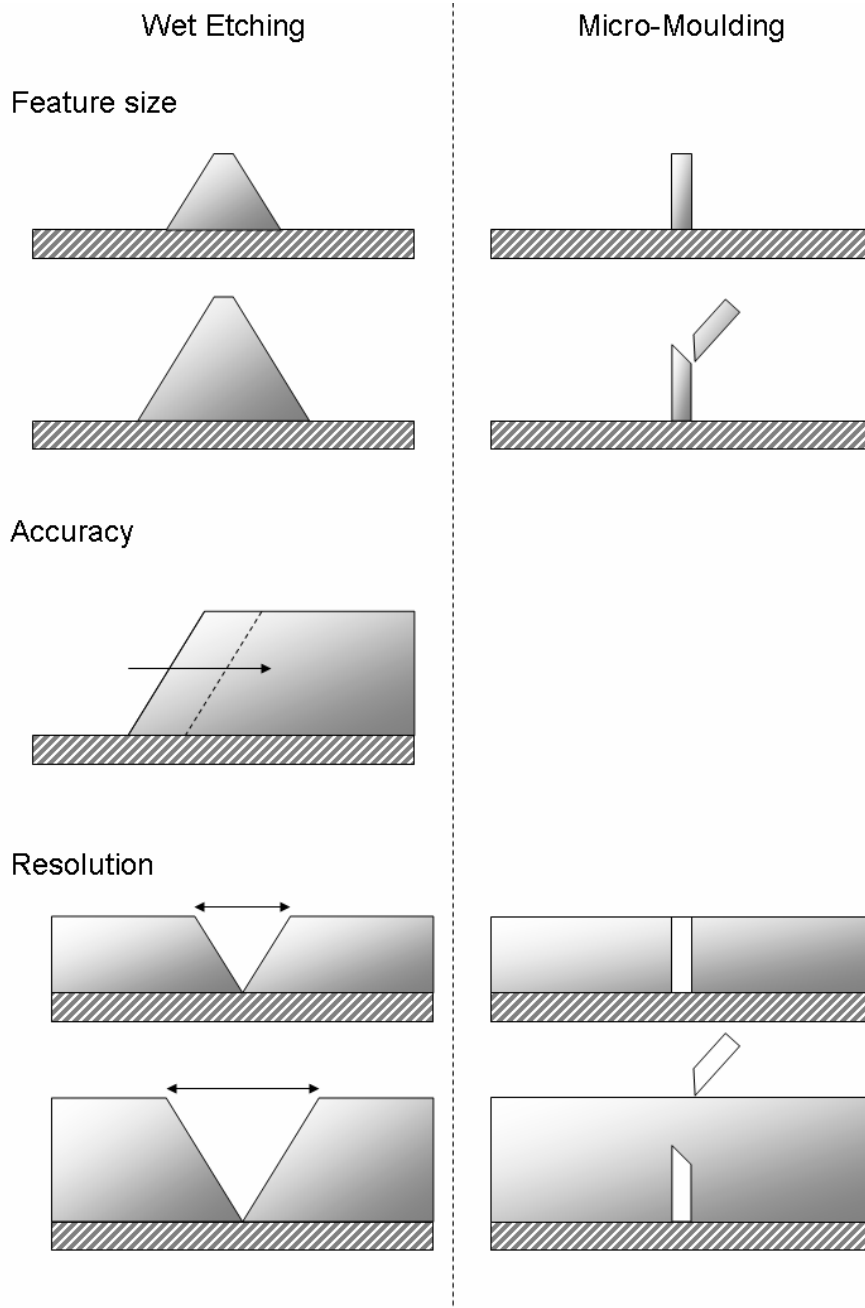 Wet Etching
Micro-Moulding
Feature size
Accuracy
Resolution